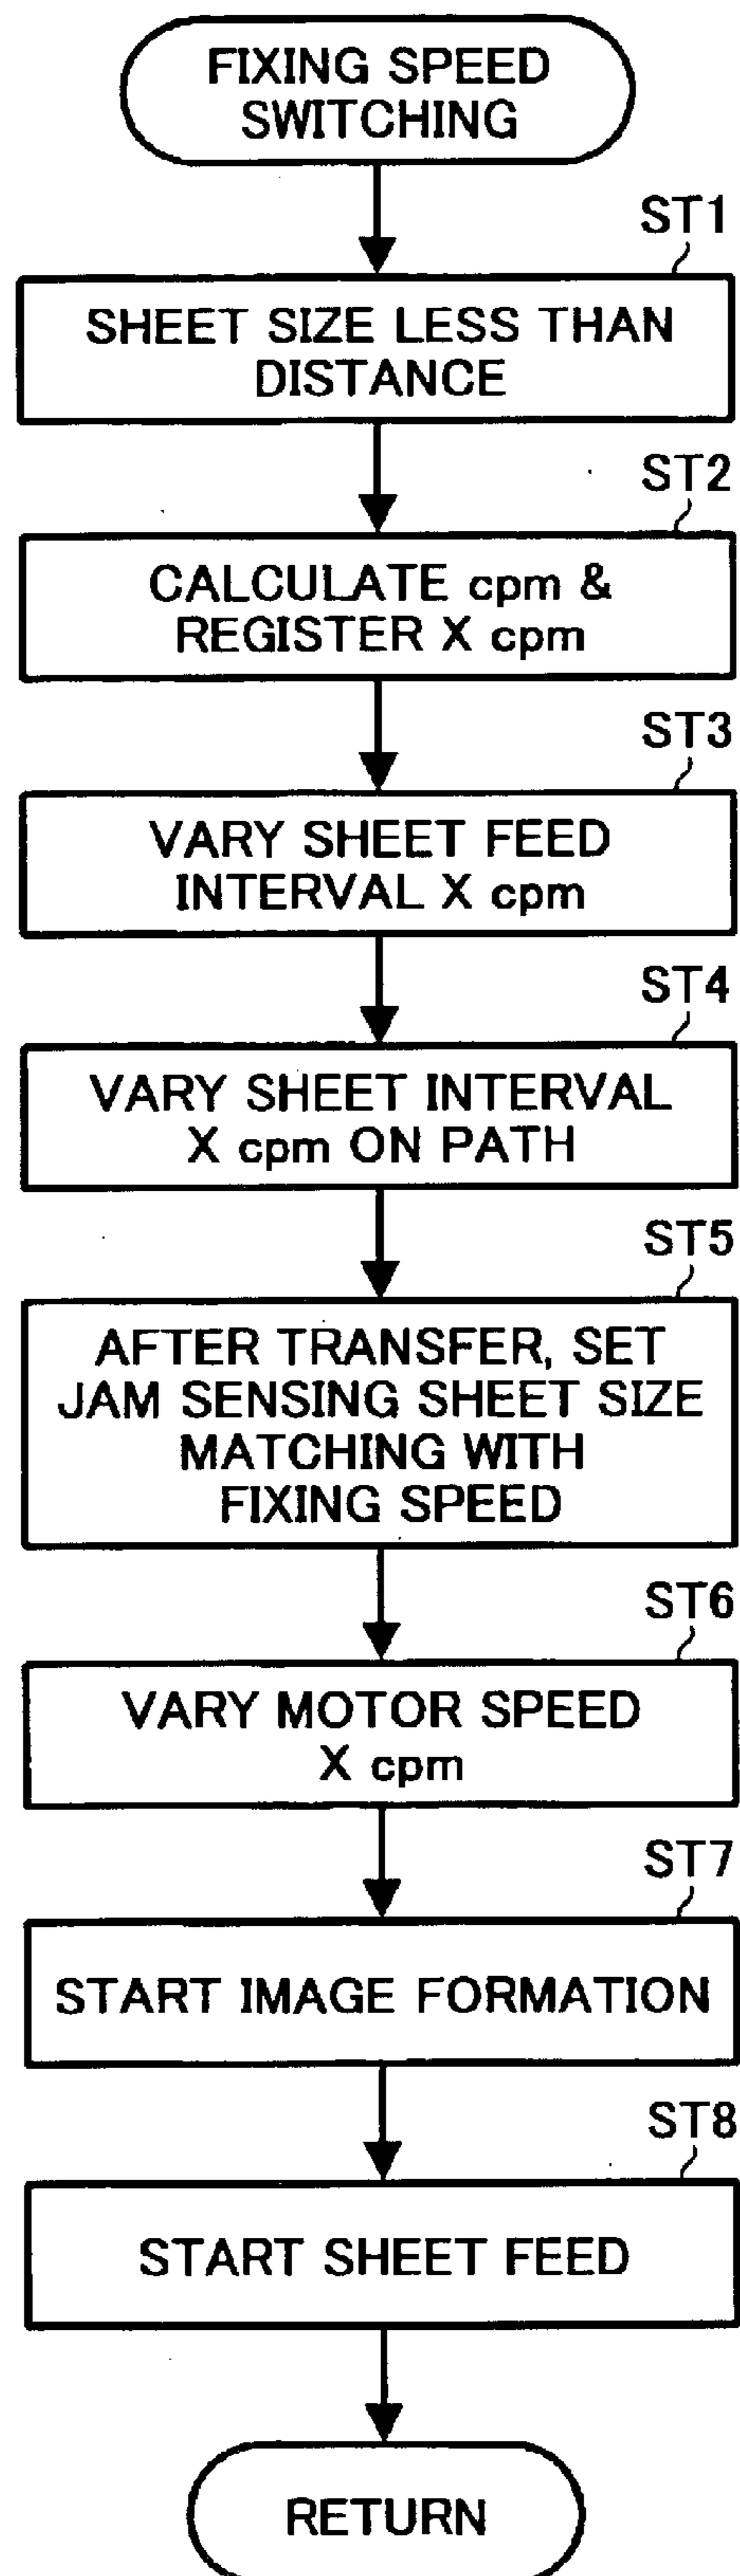 FIXING SPEED
SWITCHING
ST1
SHEET SIZE LESS THAN
DISTANCE
ST2
CALCULATE cpm &
REGISTER X cpm
ST3
VARY SHEET FEED
INTERVAL X cpm
ST4
VARY SHEET INTERVAL
X cpm ON PATH
ST5
AFTER TRANSFER, SET
JAM SENSING SHEET SIZE
MATCHING WITH
FIXING SPEED
ST6
VARY MOTOR SPEED
X cpm
ST7
START IMAGE FORMATION
ST8
START SHEET FEED
RETURN